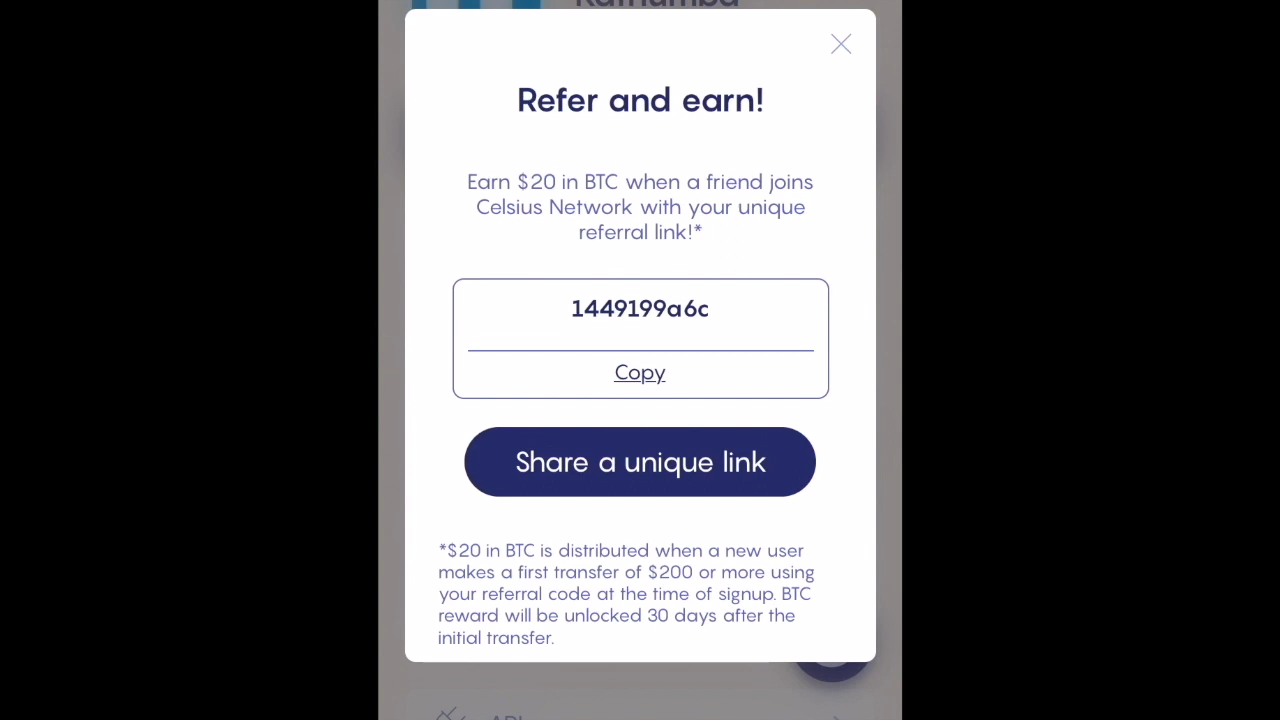 Refer and earn!
Earn $20 in BTC when a friend joins
Celsius Network with your unique
referral link!*
1449199a6c
Copy
Share a unique link
*$20 in BTC is distributed when a new user
makes a first transfer of $200 or more using
your referral code at the time of signup. BTC
reward will be unlocked 30 days after the
initial transfer.